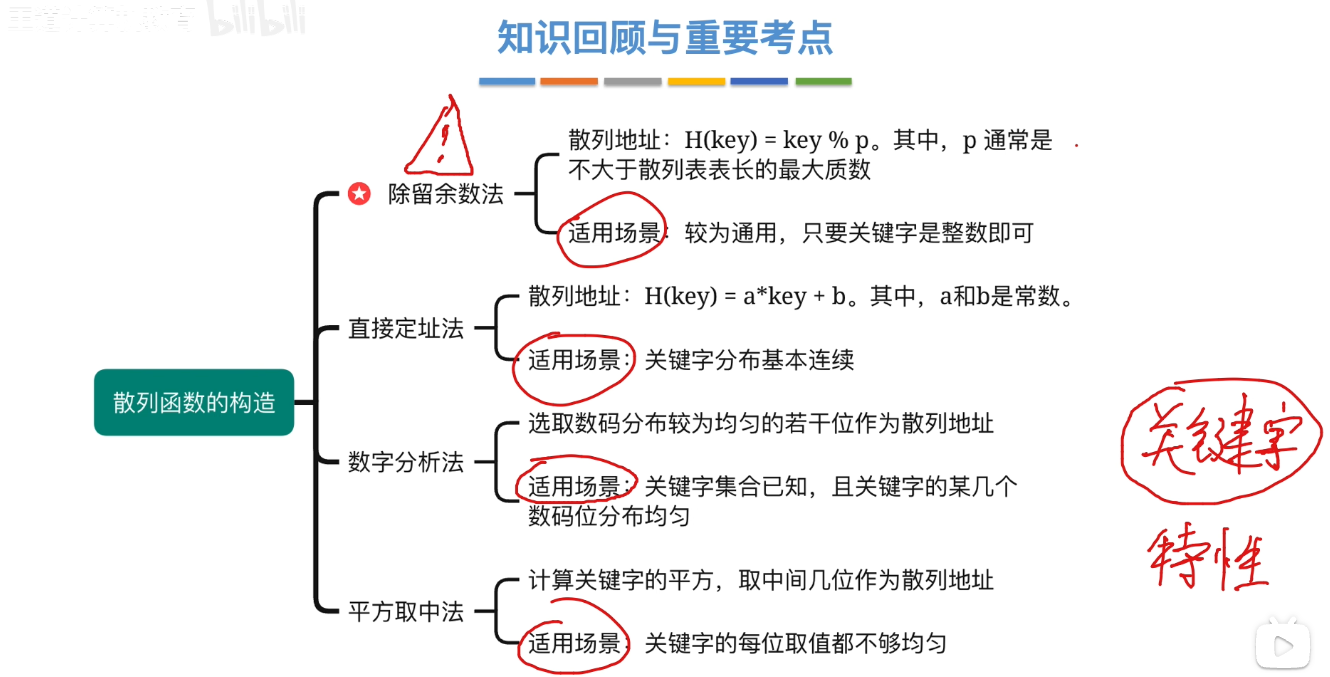 bilibili
知识回顾与重要考点
散列地址：H(key) = key % p。其中，p 通常是
不大于散列表表长的最大质数
除留余数法
适用场景：较为通用，只要关键字是整数即可
散列地址：H(key) = a*key + b。其中，a和b是常数。
直接定址法
适用场景：关键字分布基本连续
散列函数的构造
选取数码分布较为均匀的若干位作为散列地址
关键字
数字分析法
适用场景：关键字集合已知，且关键字的某几个
数码位分布均匀
特性
计算关键字的平方，取中间几位作为散列地址
平方取中法
适用场景：关键字的每位取值都不够均匀